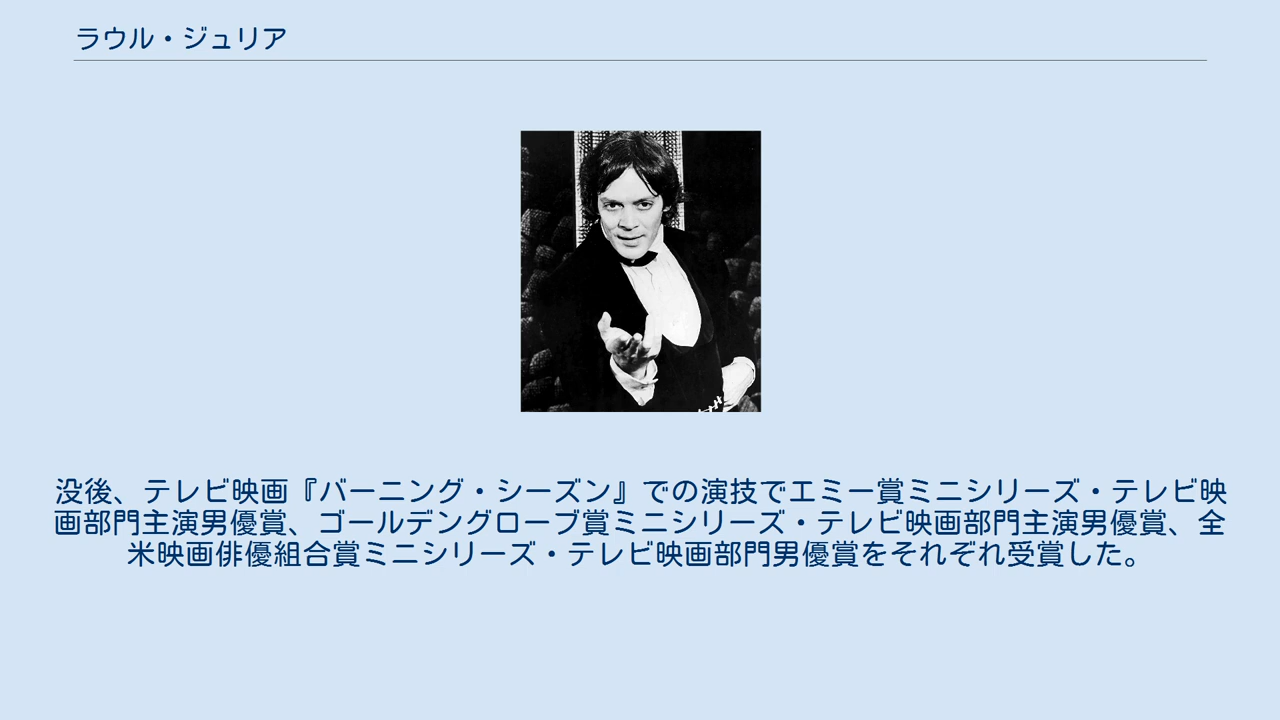 ラウル・ジュリア
没後、テレビ映画『バーニング・シーズン』での演技でエミー賞ミニシリーズ・テレビ映
画部門主演男優賞、ゴールデングローブ賞ミニシリーズ・テレビ映画部門主演男優賞、全
米映画俳優組合賞ミニシリーズ・テレビ映画部門男優賞をそれぞれ受賞した。